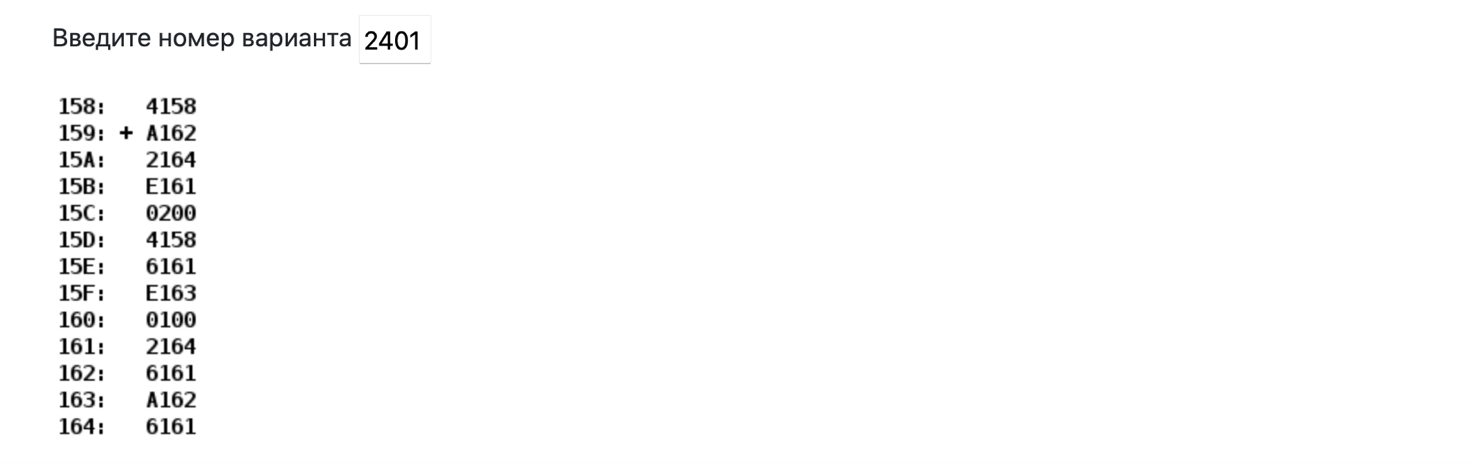 Введите номер варианта 2401
158: 4158
159: + A162
15A: 2164
15B: E161
15C: 0200
15D: 4158
15E: 6161
15F: E163
160: 0100
161: 2164
162: 6161
163: A162
164: 6161